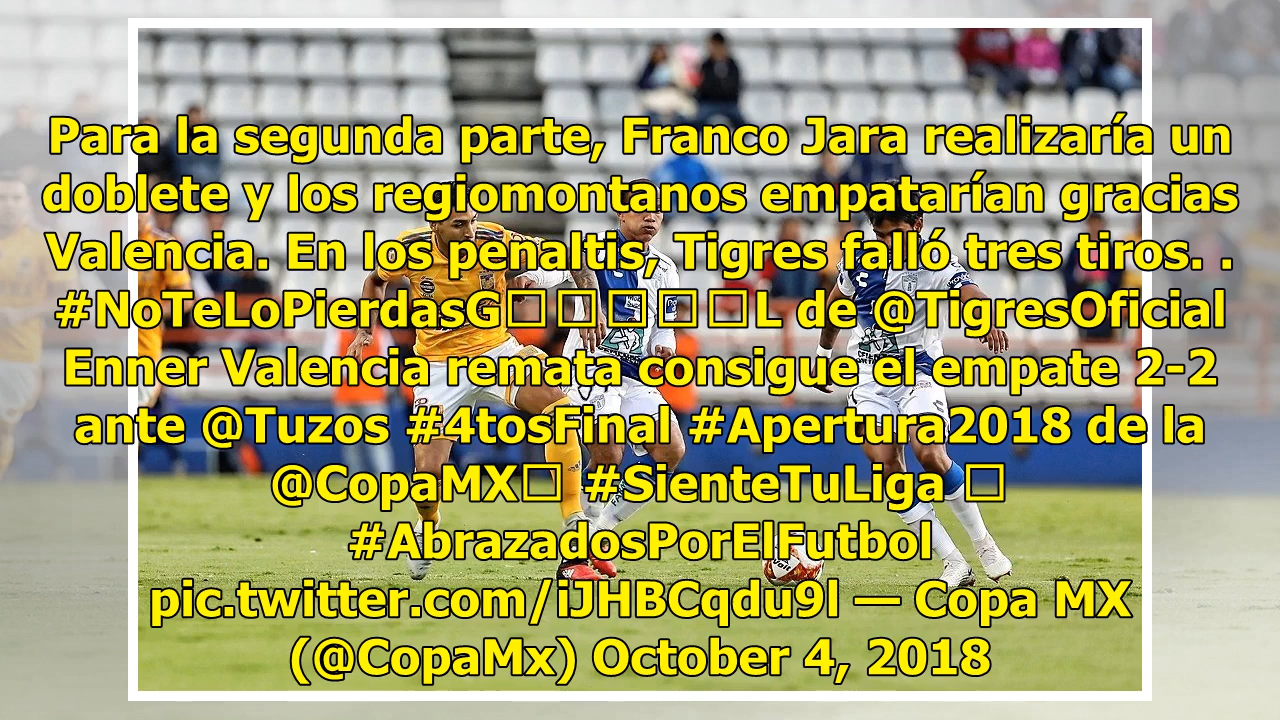 Para la segunda parte, Franco Jara realizaría un
doblete y los regiomontanos empatarían gracias
Valencia. En los penaltis, Tigres falló tres tiros. .
#NoTeLoPierdasG□□□□□L de @TigresOficial
Enner Valencia remata consigue el empate 2-2
ante @Tuzos #4tosFinal #Apertura2018 de la
@CopaMX□ #SienteTuLiga □
#AbrazadosPorElFutbol
pic.twitter.com/iJHBCqdu9l — Copa MX
(@CopaMx) October 4, 2018